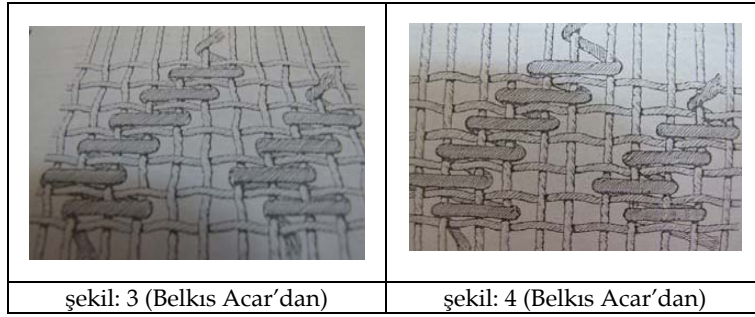 şekil: 3 (Belkıs Acar’dan)
şekil: 4 (Belkıs Acar’dan)